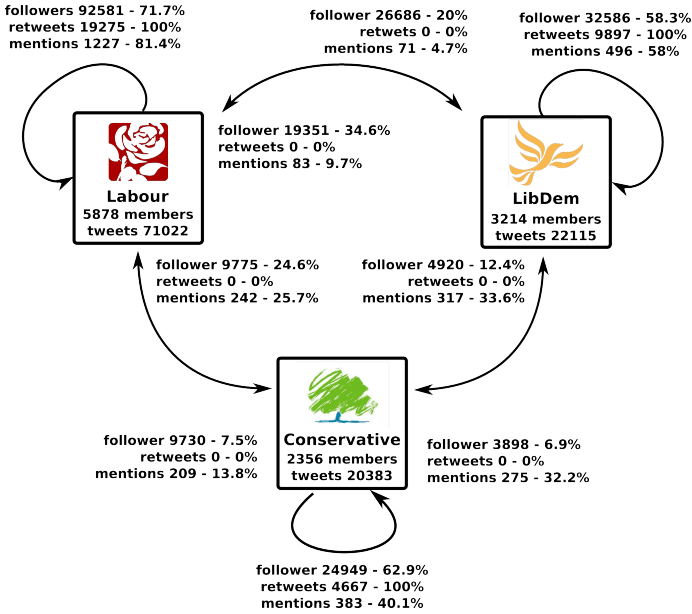 followers 92581 - 71.7%
retweets 19275 - 100%
mentions 1227 - 81.4%
follower 26686 - 20%
retwets 0 - 0%
mentions 71 - 4.7%
follower 32586 - 58.3%
retweets 9897 - 100%
mentions 496 - 58%
follower 19351 - 34.6%
retweets 0 - 0%
mentions 83 - 9.7%
Labour
5878 members
tweets 71022
LibDem
3214 members
tweets 22115
follower 9775 - 24.6%
retweets 0 - 0%
mentions 242 - 25.7%
follower 4920 - 12.4%
retweets 0 - 0%
mentions 317 - 33.6%
Conservative
2356 members
tweets 20383
follower 9730 - 7.5%
retweets 0 - 0%
mentions 209 - 13.8%
follower 3898 - 6.9%
retweets 0 - 0%
mentions 275 - 32.2%
follower 24949 - 62.9%
retweets 4667 - 100%
mentions 383 - 40.1%